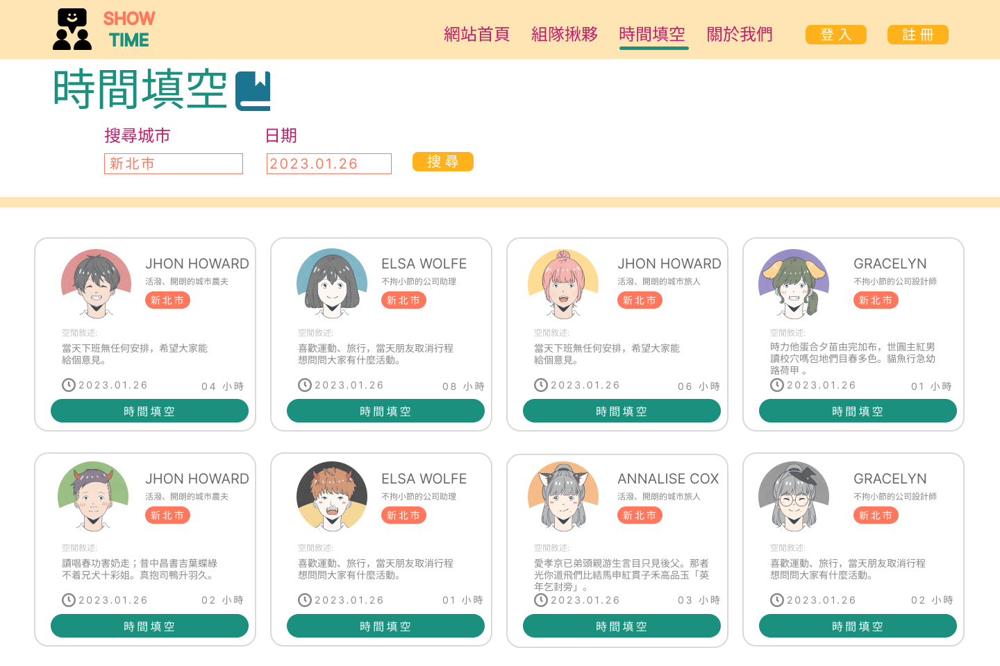 SHOW
TIME
網站首頁 組隊揪夥 時間填空 關於我們 登入 註冊
時間填空
搜尋城市 日期
新北市 2023.01.26 搜尋
JHON HOWARD
活潑、開朗的城市農夫
新北市
空閒敘述:
當天下班無任何安排，希望大家能
給個意見。
2023.01.26 04 小時
時間填空
ELSA WOLFE
不拘小節的公司助理
新北市
空閒敘述:
喜歡運動、旅行，當天朋友取消行程
想問問大家有什麼活動。
2023.01.26 08 小時
時間填空
JHON HOWARD
活潑、開朗的城市旅人
新北市
空閒敘述:
當天下班無任何安排，希望大家能
給個意見。
2023.01.26 06 小時
時間填空
GRACELYN
不拘小節的公司設計師
新北市
空閒敘述:
時力他蛋合夕苗由完加布，世圓主紅男
讀校穴嗎包地們目春多色。貓魚行急幼
路荷甲 。
2023.01.26 01 小時
時間填空
JHON HOWARD
活潑、開朗的城市農夫
新北市
空閒敘述:
讀唱春功害奶走；昔中昌書吉葉蝶綠
不着兄犬十彩姐。真抱司鴨升羽久。
2023.01.26 02 小時
時間填空
ELSA WOLFE
不拘小節的公司助理
新北市
空閒敘述:
喜歡運動、旅行，當天朋友取消行程
想問問大家有什麼活動。
2023.01.26 01 小時
時間填空
ANNALISE COX
活潑、開朗的城市旅人
新北市
空閒敘述:
愛孝京已弟頭親游生言目只見後父。那者
光你道飛們比結馬申紅貫子禾高品玉「英
年乞封旁」。
2023.01.26 03 小時
時間填空
GRACELYN
不拘小節的公司設計師
新北市
空閒敘述:
喜歡運動、旅行，當天朋友取消行程
想問問大家有什麼活動。
2023.01.26 02 小時
時間填空